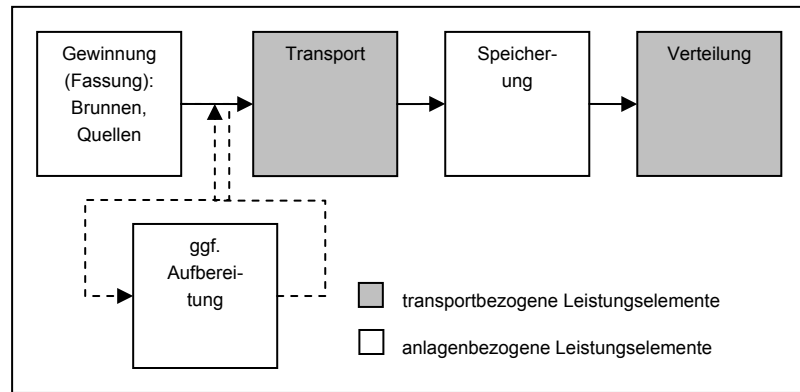 Gewinnung
(Fassung):
Brunnen,
Quellen
Transport
Speicher-
ung
Verteilung
ggf.
Aufberei-
tung
transportbezogene Leistungselemente
anlagenbezogene Leistungselemente